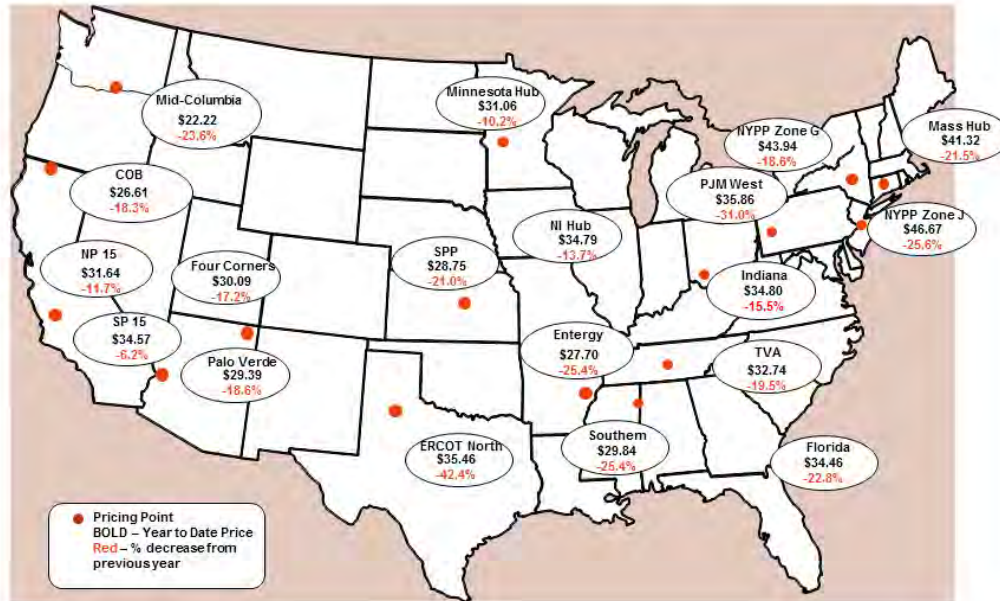 Mid-Columbia
$22.22
-23.6%
Minnesota Hub
$31.06
-10.2%
NYPP Zone G
$43.94
-18.6%
Mass Hub
$41.32
-21.5%
COB
$26.61
-18.3%
PJM West
$35.86
-31.0%
NYPP Zone J
$46.67
-25.6%
NP 15
$31.64
-11.7%
Four Corners
$30.09
-17.2%
SPP
$28.75
-21.0%
NI Hub
$34.79
-13.7%
Indiana
$34.80
-15.5%
SP 15
$34.57
-6.2%
Palo Verde
$29.39
-18.6%
Entergy
$27.70
-25.4%
TVA
$32.74
-19.5%
ERCOT North
$35.46
-42.4%
Southern
$29.84
-25.4%
Florida
$34.46
-22.8%
Pricing Point
BOLD – Year to Date Price
Red – % decrease from
previous year